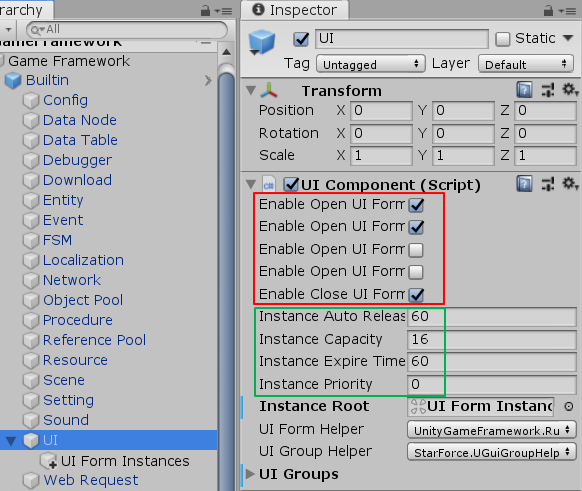 erarchy
Inspector
All
GameFramework
Game Framework
Builtin
Config
Data Node
Data Table
Debugger
Download
Entity
Event
FSM
Localization
Network
Object Pool
Procedure
Reference Pool
Resource
Scene
Setting
Sound
UI
UI Form Instances
Web Request
UI
Static
Tag Untagged Layer Default
Transform
Position X 0 Y 0 Z 0
Rotation X 0 Y 0 Z 0
Scale X 1 Y 1 Z 1
UI Component (Script)
Enable Open UI Form
Enable Open UI Form
Enable Open UI Form
Enable Open UI Form
Enable Close UI Form
Instance Auto Releas 60
Instance Capacity 16
Instance Expire Time 60
Instance Priority 0
Instance Root UI Form Instanc
UI Form Helper UnityGameFramework.Ru
UI Group Helper StarForce.UGuiGroupHelp
UI Groups